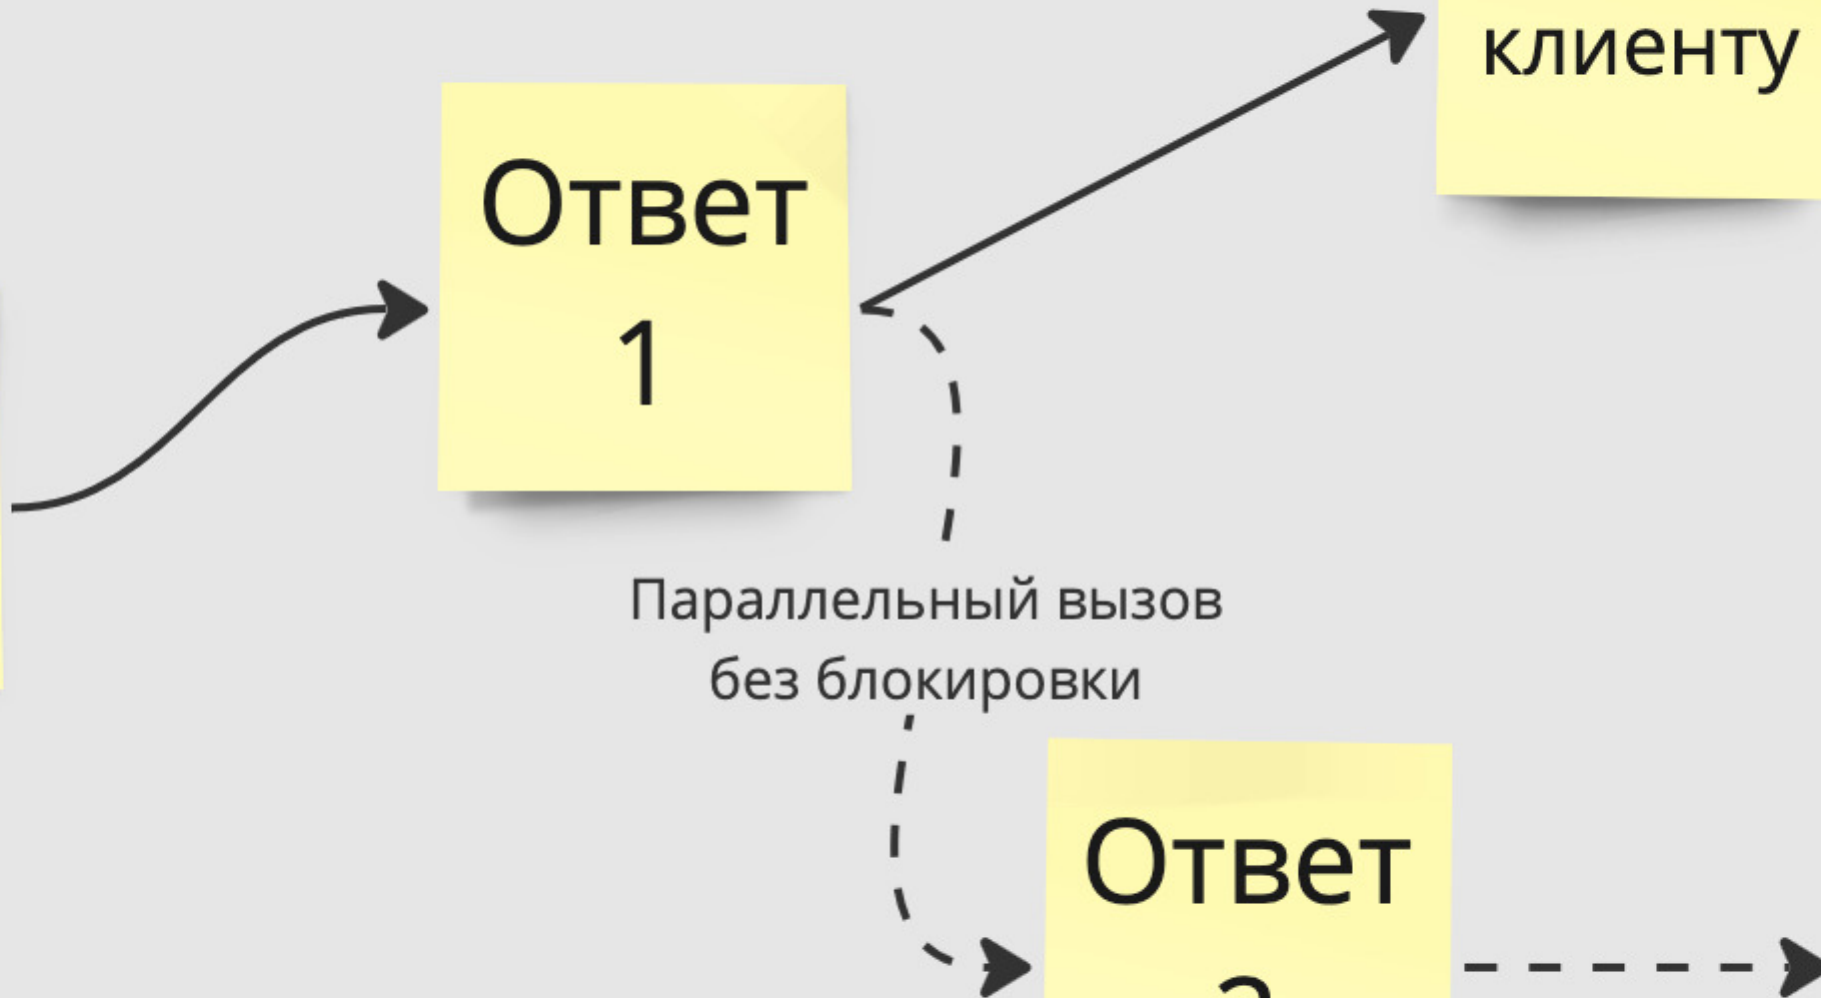 клиенту
Ответ
1
Параллельный вызов
без блокировки
Ответ